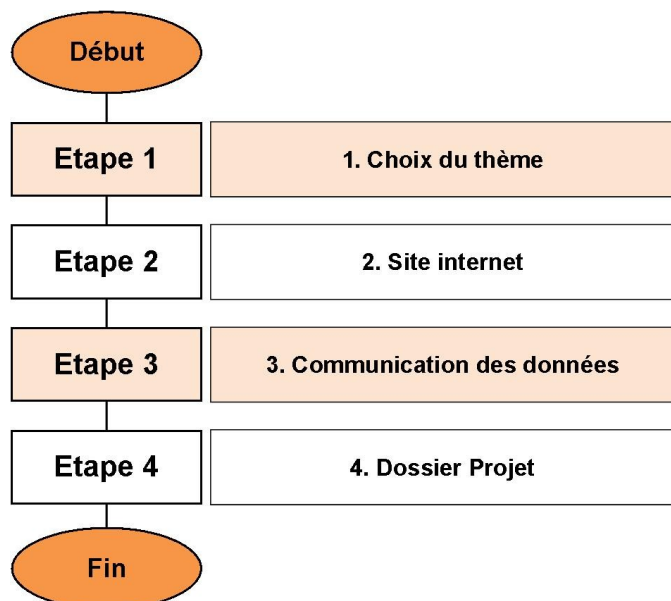 Début
Etape 1
1. Choix du thème
Etape 2
2. Site internet
Etape 3
3. Communication des données
Etape 4
4. Dossier Projet
Fin